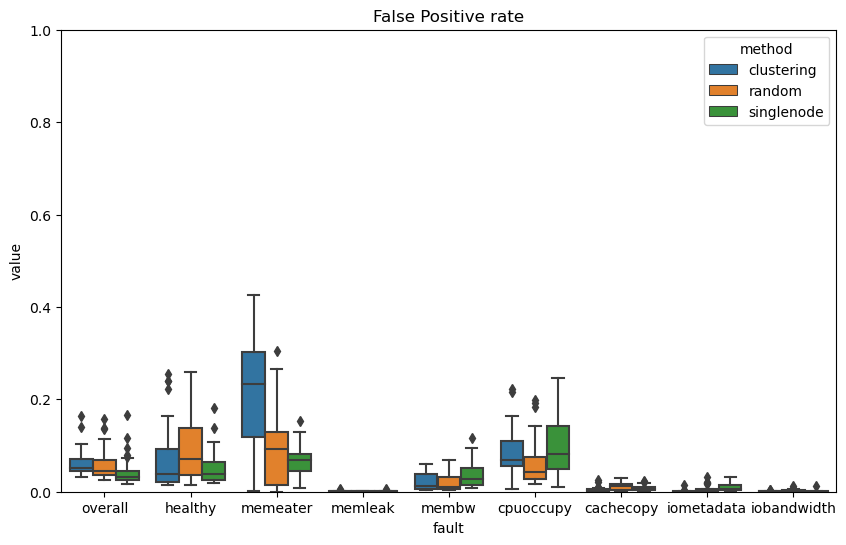 False Positive rate
1.0
0.8
0.6
0.4
0.2
0.0
value
method
clustering
random
singlenode
overall healthy memeater memleak membw cpuoccupy cachecopy iometadata iobandwidth
fault